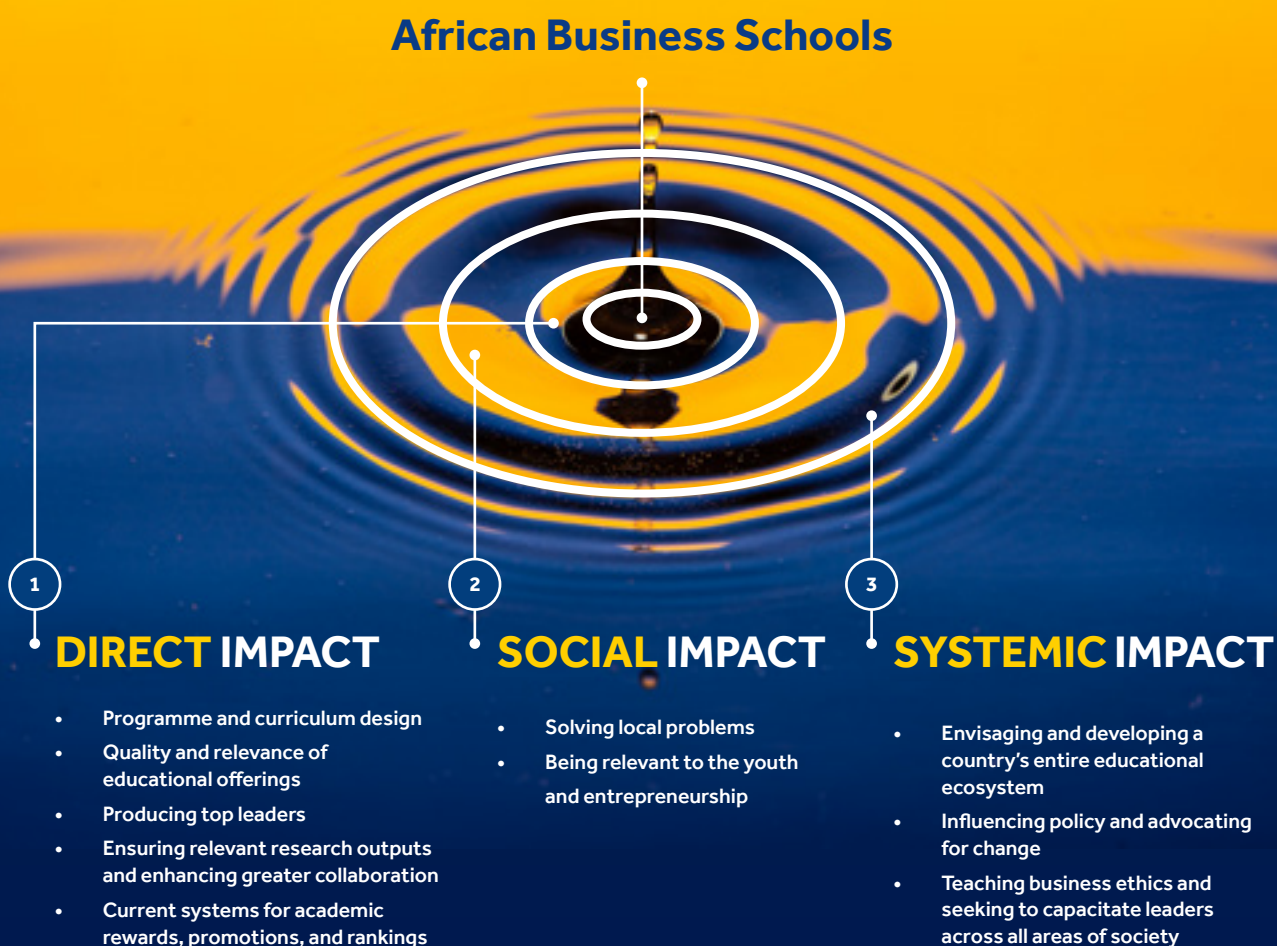 African Business Schools
1
DIRECT IMPACT
• Programme and curriculum design
• Quality and relevance of
educational offerings
• Producing top leaders
• Ensuring relevant research outputs
and enhancing greater collaboration
• Current systems for academic
rewards, promotions, and rankings
2
SOCIAL IMPACT
• Solving local problems
• Being relevant to the youth
and entrepreneurship
3
SYSTEMIC IMPACT
• Envisaging and developing a
country's entire educational
ecosystem
• Influencing policy and advocating
for change
• Teaching business ethics and
seeking to capacitate leaders
across all areas of society